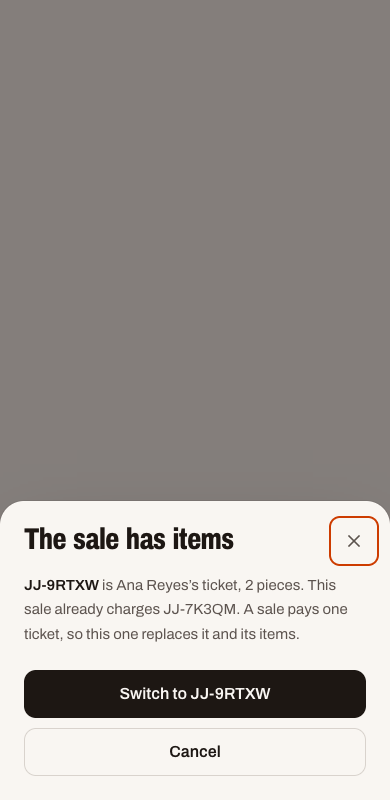 The sale has items
JJ-9RTXW is Ana Reyes’s ticket, 2 pieces. This
sale already charges JJ-7K3QM. A sale pays one
ticket, so this one replaces it and its items.
Switch to JJ-9RTXW
Cancel